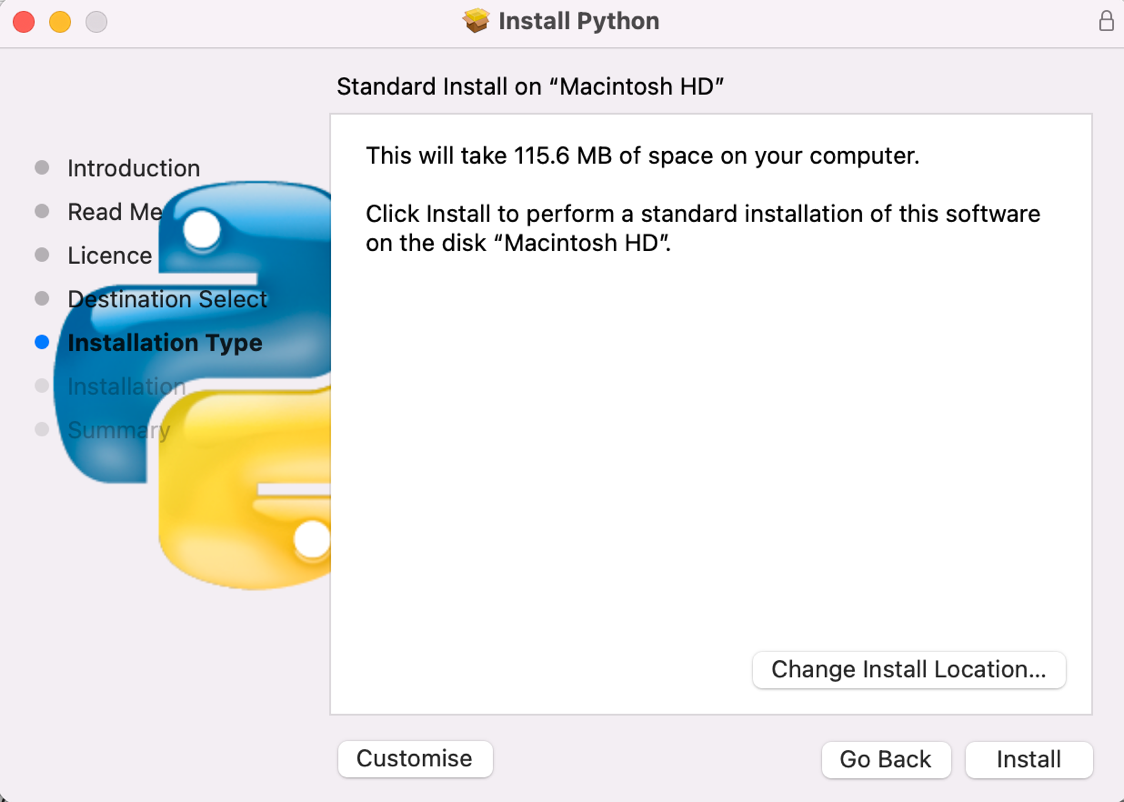 Install Python
Standard Install on “Macintosh HD”
Introduction
Read Me
Licence
Destination Select
Installation Type
Installation
Summary
This will take 115.6 MB of space on your computer.
Click Install to perform a standard installation of this software
on the disk “Macintosh HD”.
Change Install Location...
Customise
Go Back
Install